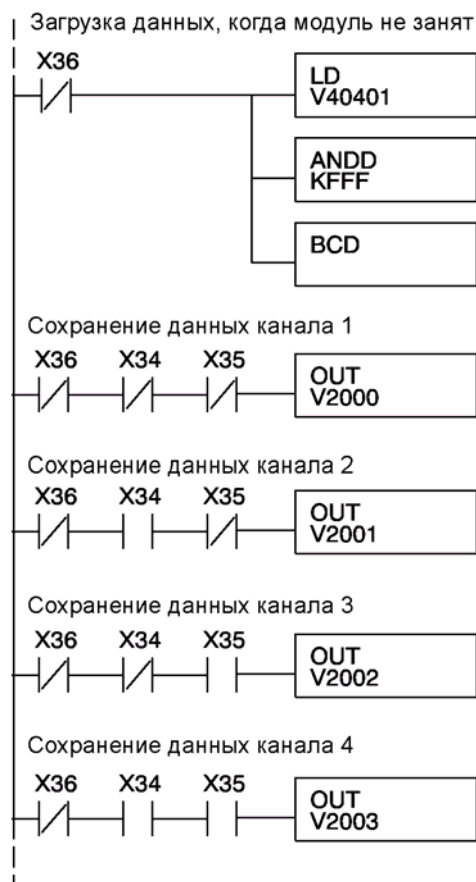 Загрузка данных, когда модуль не занят
X36
LD
V40401
ANDD
KFFF
BCD
Сохранение данных канала 1
X36 X34 X35
OUT
V2000
Сохранение данных канала 2
X36 X34 X35
OUT
V2001
Сохранение данных канала 3
X36 X34 X35
OUT
V2002
Сохранение данных канала 4
X36 X34 X35
OUT
V2003